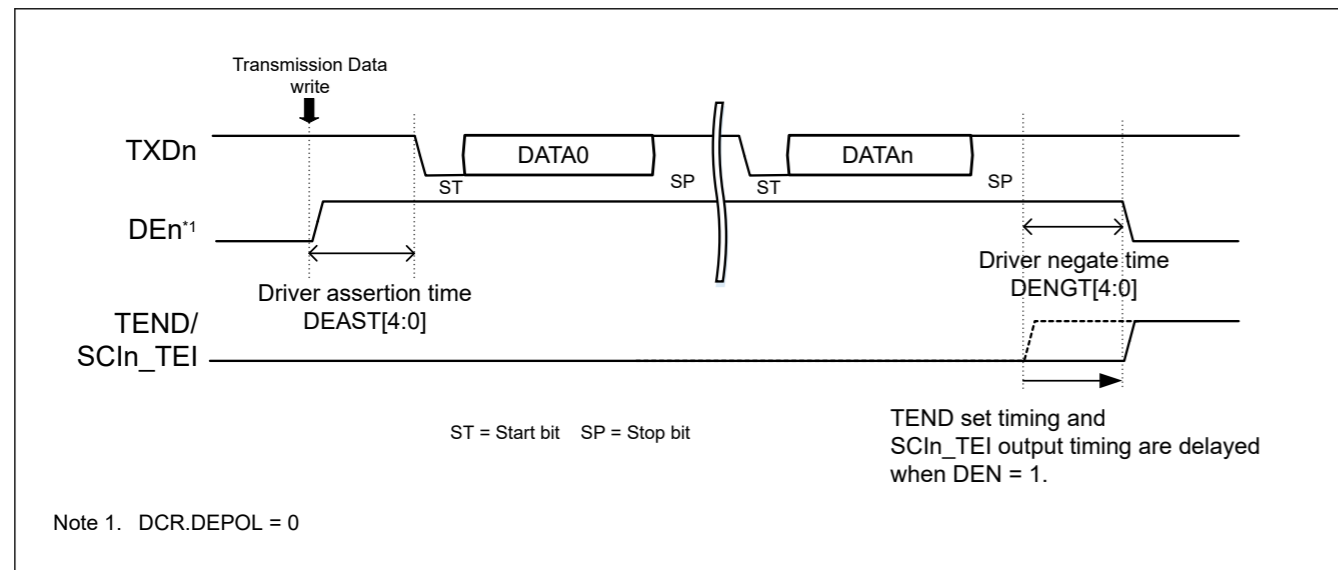 Transmission Data
write
TXDn
DATA0
DATAn
ST
SP
ST
SP
DEn*1
Driver assertion time
DEAST[4:0]
Driver negate time
DENGT[4:0]
TEND/
SCIn_TEI
ST = Start bit SP = Stop bit
TEND set timing and
SCIn_TEI output timing are delayed
when DEN = 1.
Note 1. DCR.DEPOL = 0